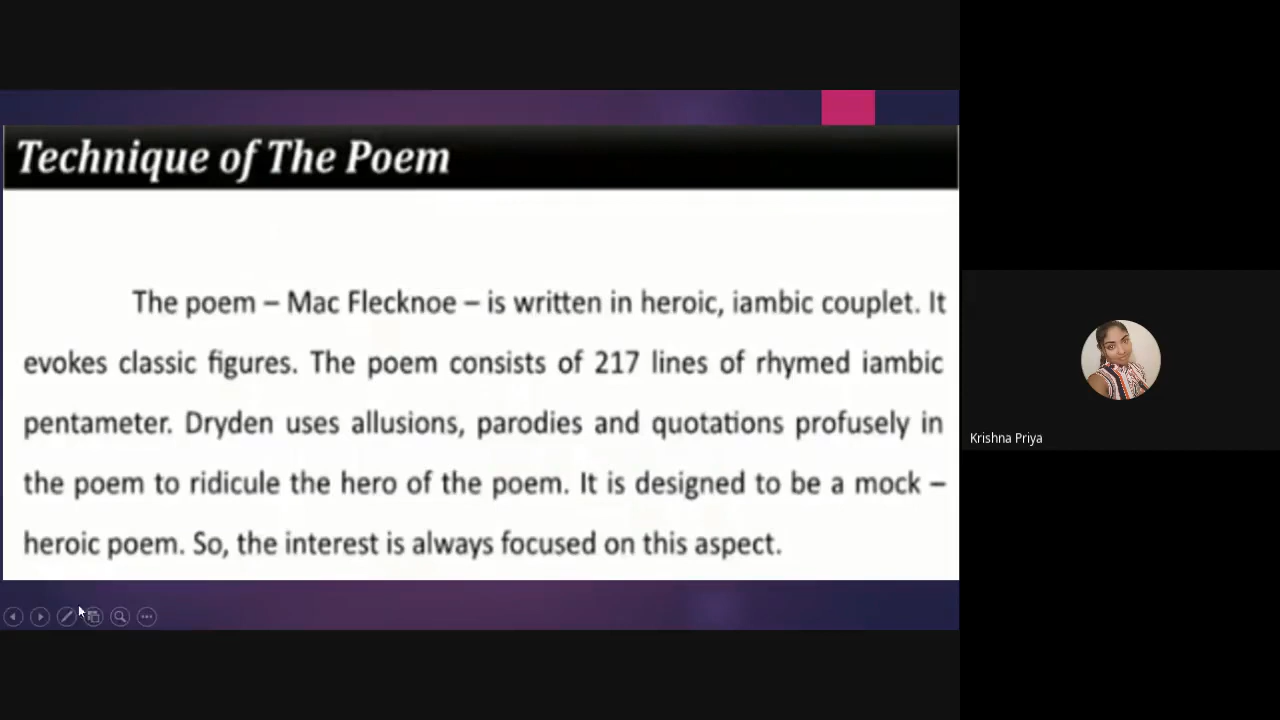 Technique of The Poem
The poem – Mac Flecknoe – is written in heroic, iambic couplet. It
evokes classic figures. The poem consists of 217 lines of rhymed iambic
pentameter. Dryden uses allusions, parodies and quotations profusely in
the poem to ridicule the hero of the poem. It is designed to be a mock –
heroic poem. So, the interest is always focused on this aspect.
Krishna Priya